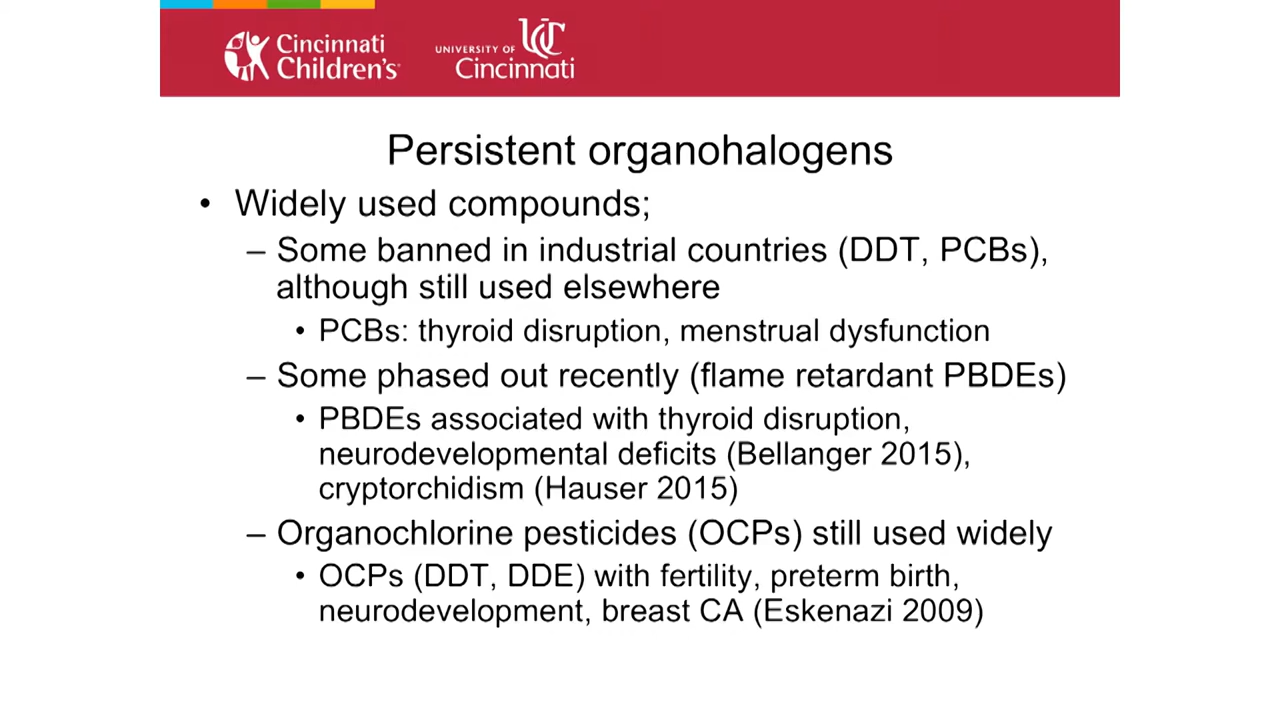 Cincinnati
Children's
UNIVERSITY OF
UC
Cincinnati
Persistent organohalogens
• Widely used compounds;
– Some banned in industrial countries (DDT, PCBs),
although still used elsewhere
• PCBs: thyroid disruption, menstrual dysfunction
– Some phased out recently (flame retardant PBDEs)
• PBDEs associated with thyroid disruption,
neurodevelopmental deficits (Bellanger 2015),
cryptorchidism (Hauser 2015)
– Organochlorine pesticides (OCPs) still used widely
• OCPs (DDT, DDE) with fertility, preterm birth,
neurodevelopment, breast CA (Eskenazi 2009)